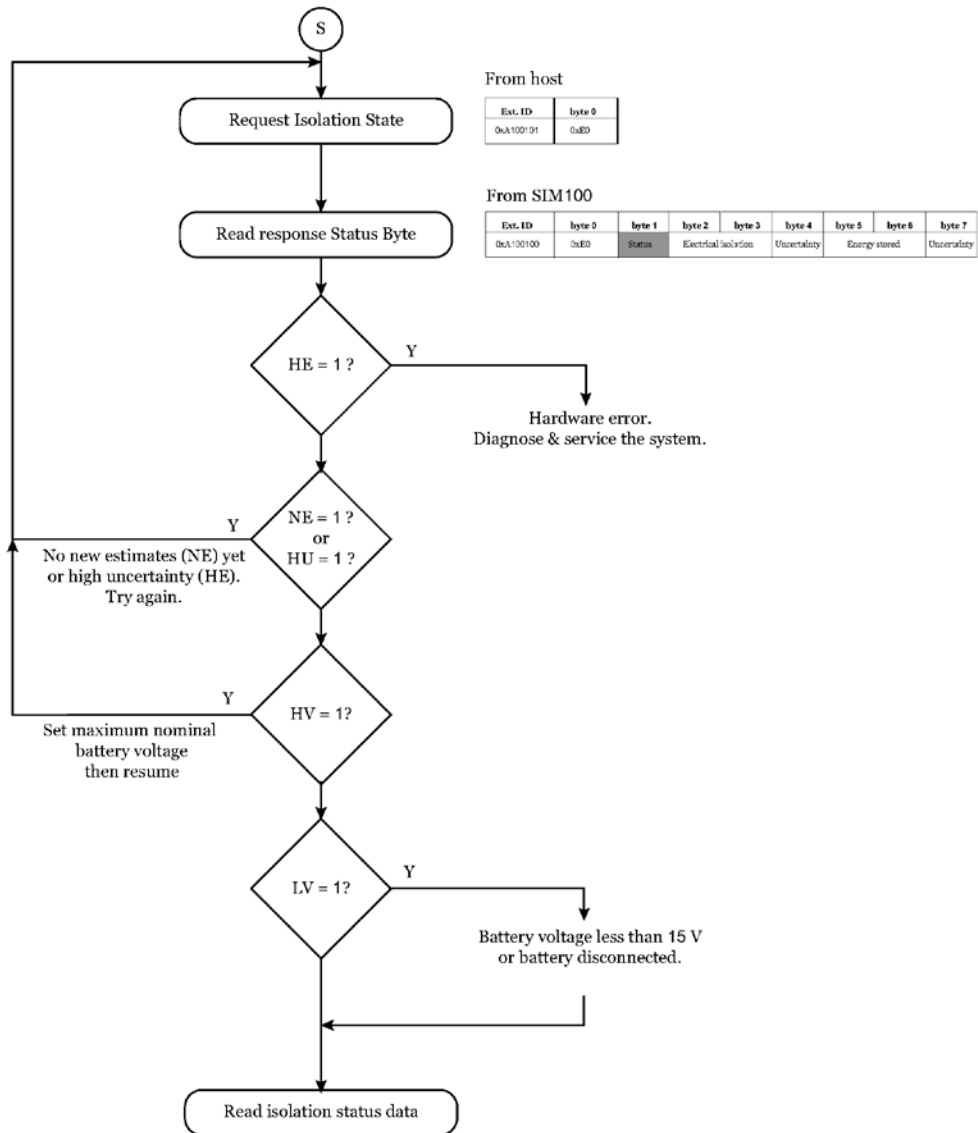 S
From host
Ext. ID byte 0
0xA100101 0xE0
Request Isolation State
From SIM100
Ext. ID byte 0 byte 1 byte 2 byte 3 byte 4 byte 5 byte 6 byte 7
0xA100100 0xE0 Status Electrical isolation Uncertainty Energy stored Uncertainty
Read response Status Byte
HE = 1 ?
Y
Hardware error.
Diagnose & service the system.
NE = 1 ?
or
HU = 1 ?
Y
No new estimates (NE) yet
or high uncertainty (HE).
Try again.
HV = 1?
Y
Set maximum nominal
battery voltage
then resume
LV = 1?
Y
Battery voltage less than 15 V
or battery disconnected.
Read isolation status data